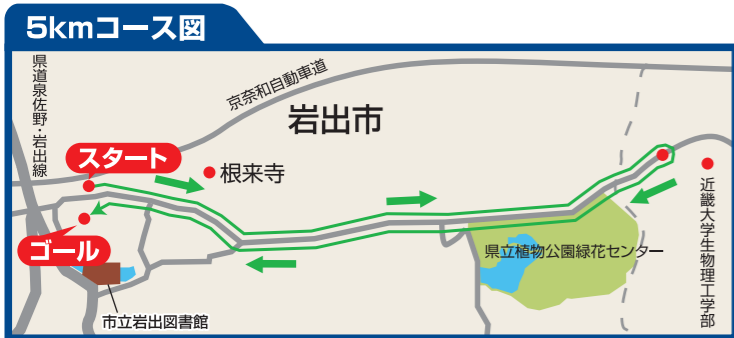 5kmコース図
県道泉佐野・岩出線
京奈和自動車道
岩出市
スタート
根来寺
ゴール
県立植物公園緑花センター
近畿大学生物理工学部
市立岩出図書館